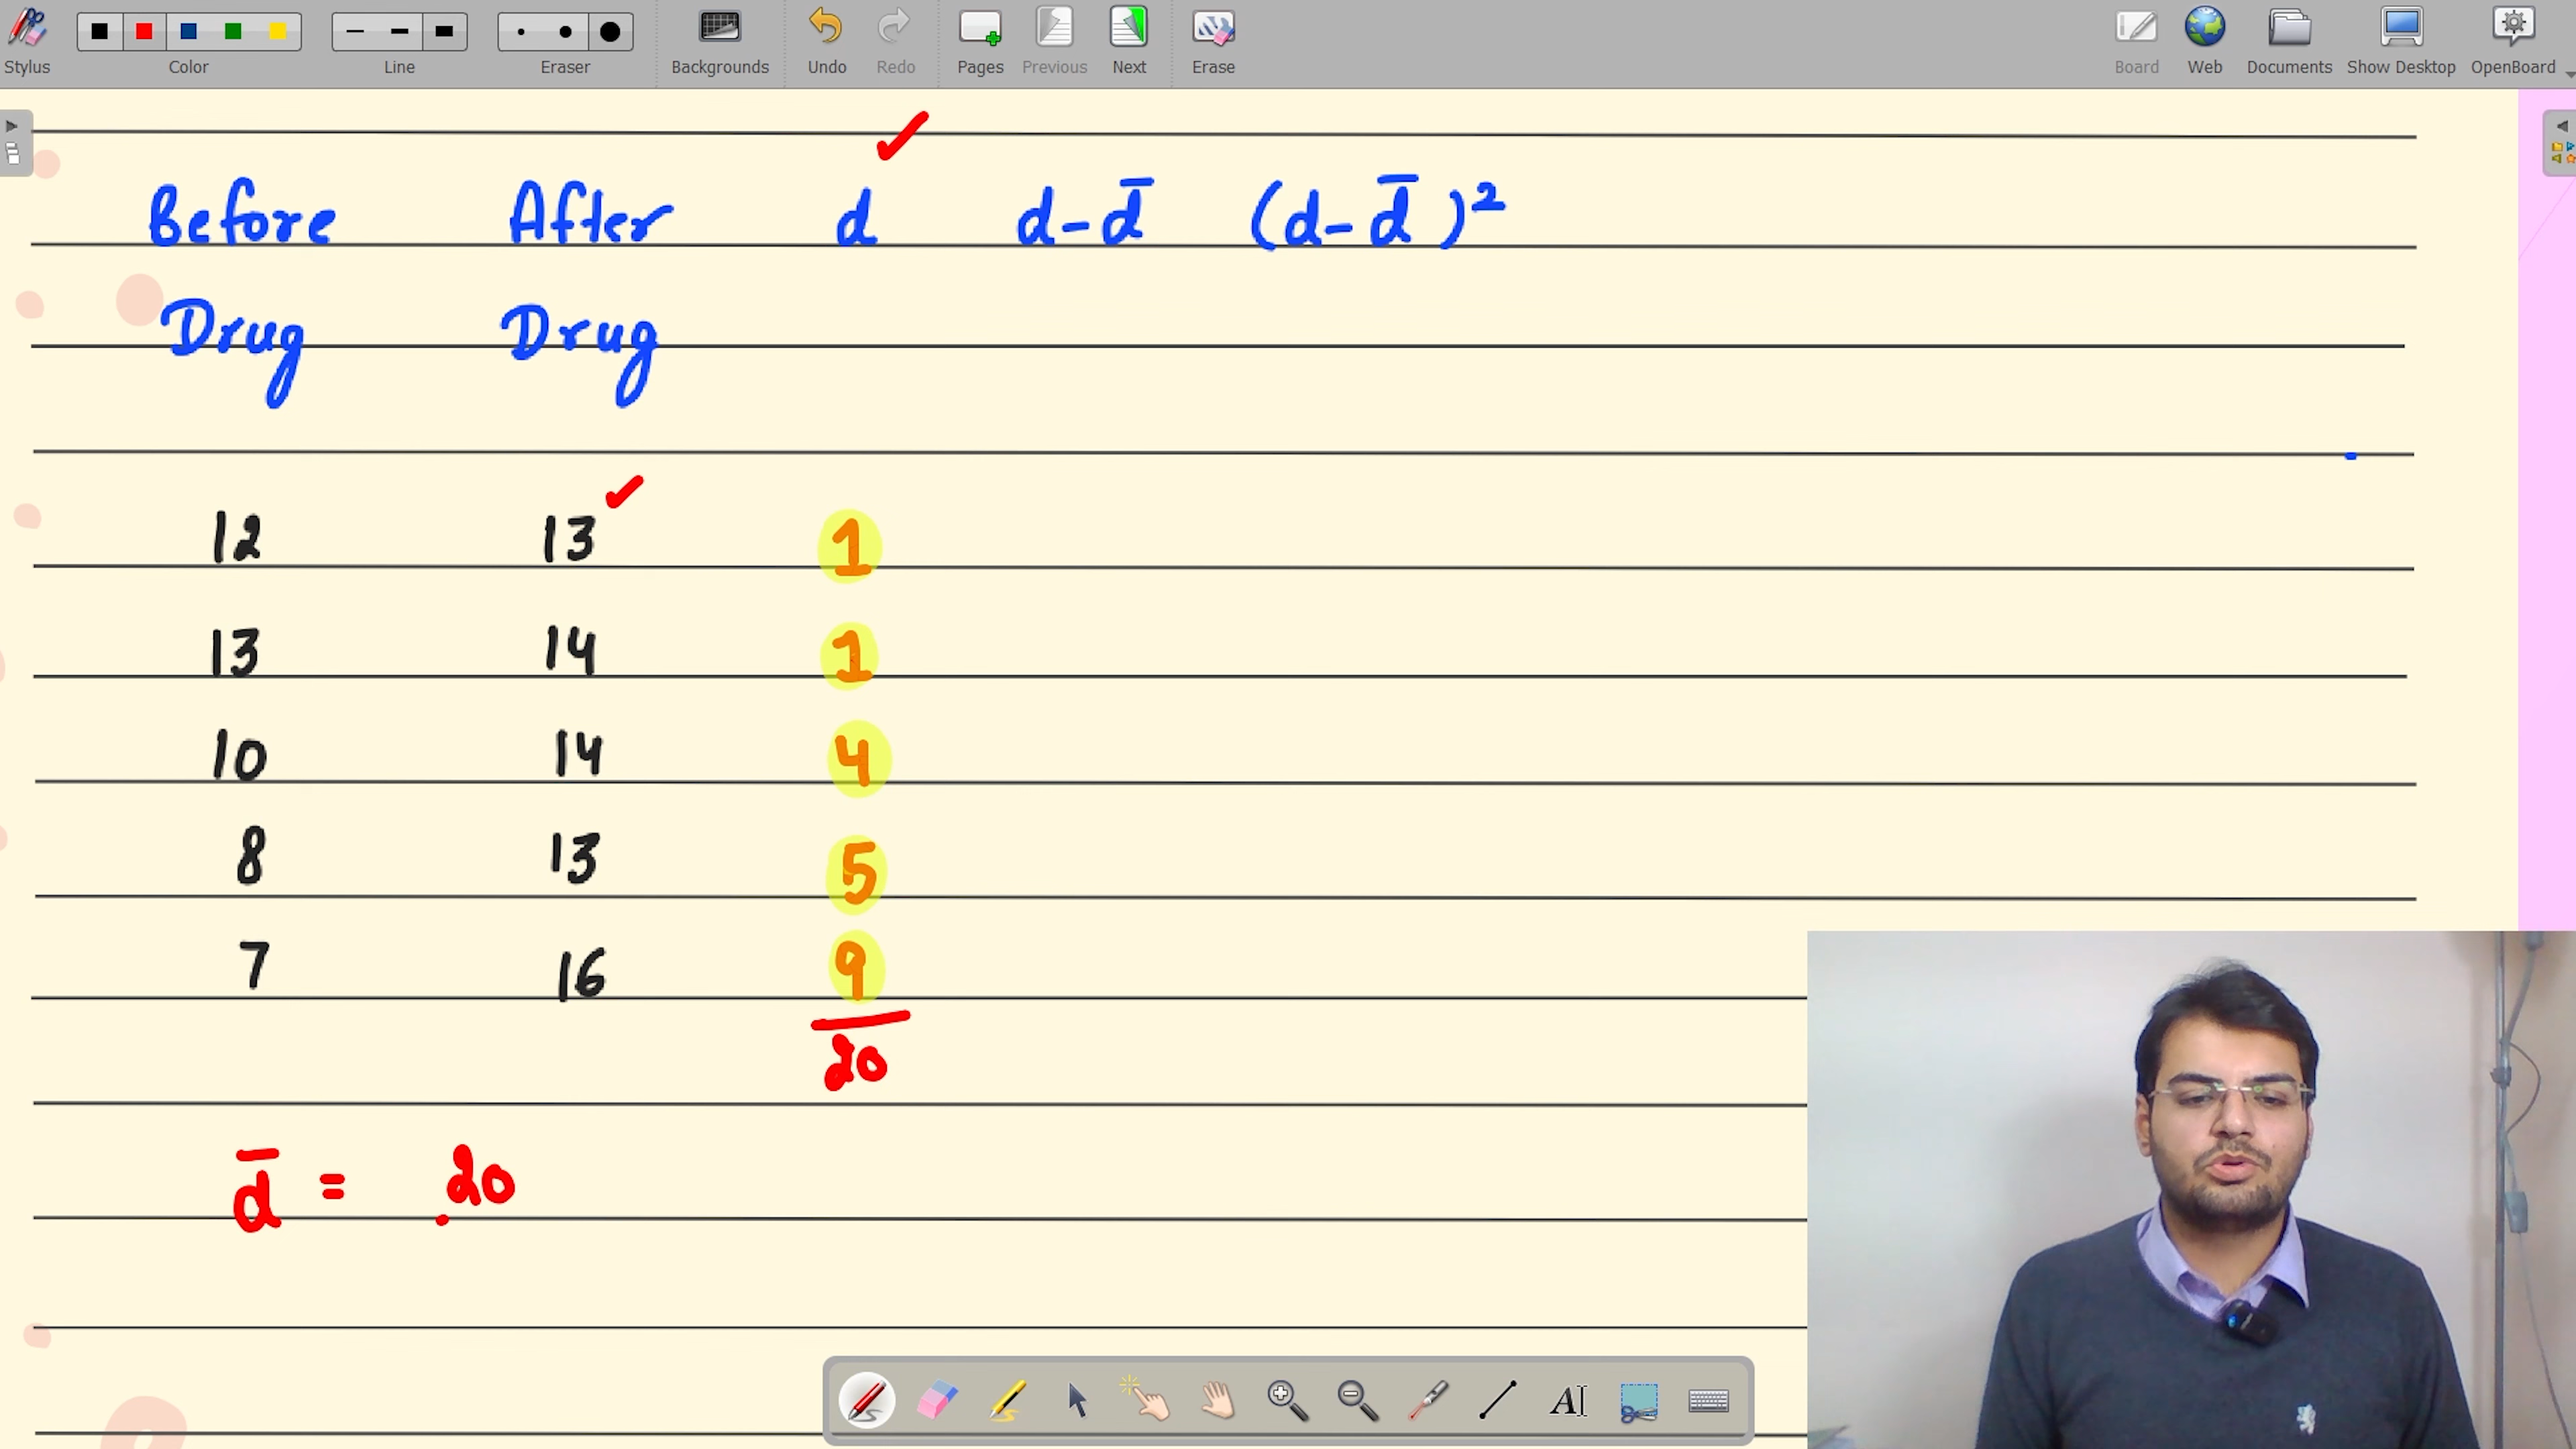 Stylus Color Line Eraser Backgrounds Undo Redo Pages Previous Next Erase Board Web Documents Show Desktop OpenBoard
Before After d d-d̄ (d-d̄)²
Drug Drug
12 13 1
13 14 1
10 14 4
8 13 5
7 16 9
20
d̄ = 20
AI